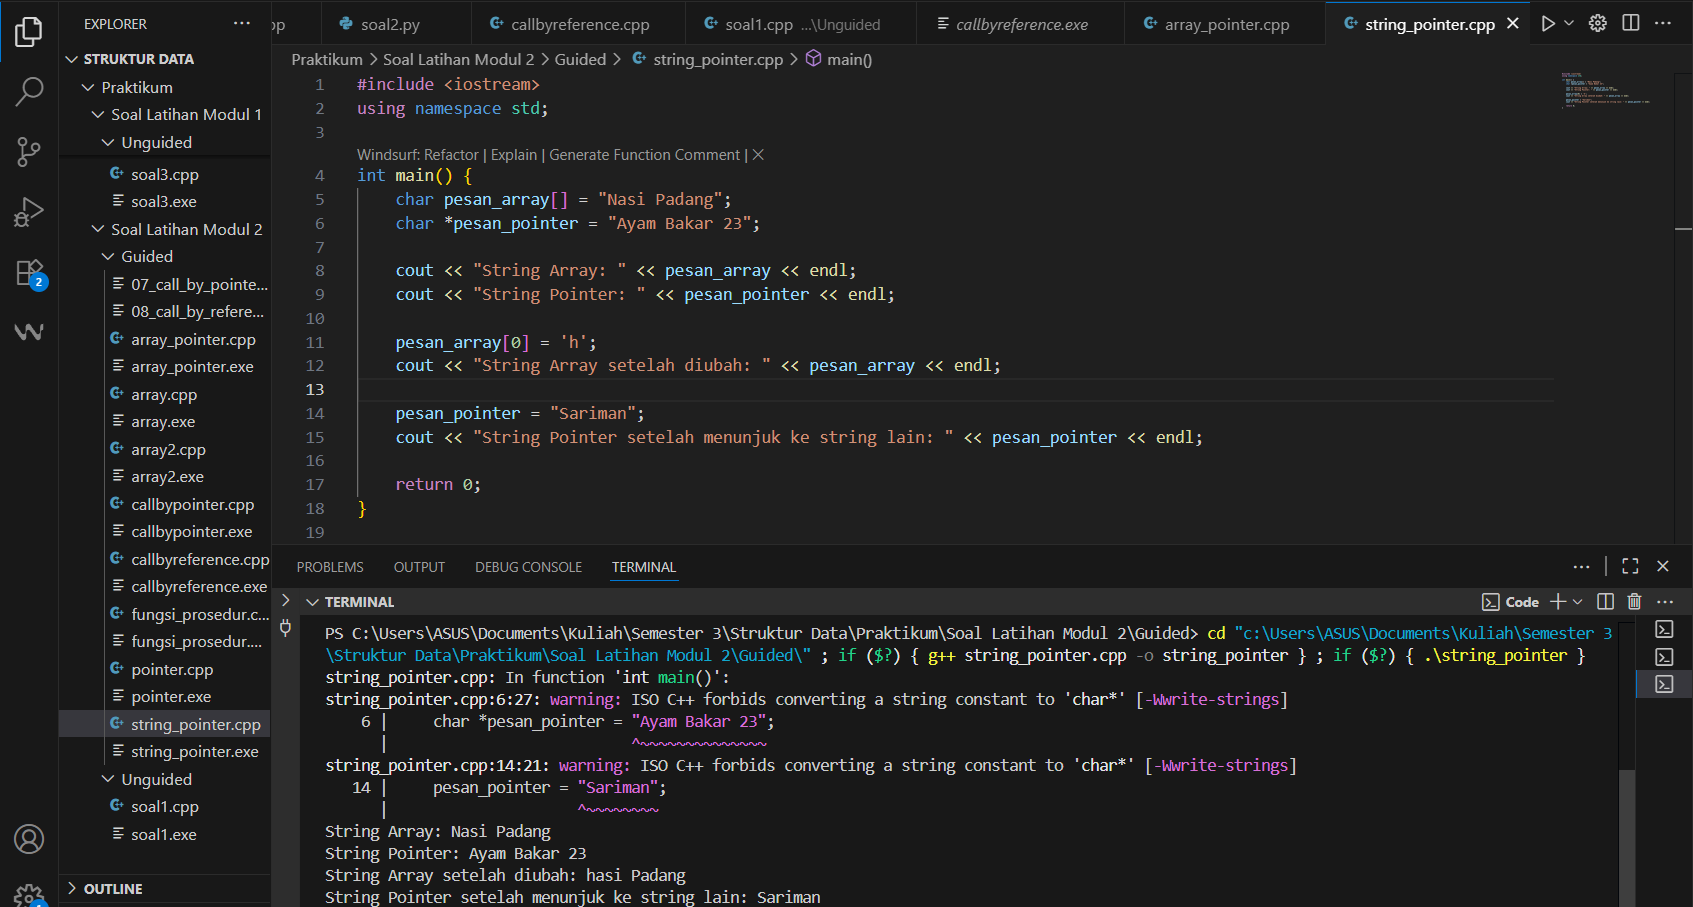 EXPLORER
STRUKTUR DATA
Praktikum
Soal Latihan Modul 1
Unguided
soal3.cpp
soal3.exe
Soal Latihan Modul 2
Guided
07_call_by_pointe...
08_call_by_refere...
array_pointer.cpp
array_pointer.exe
array.cpp
array.exe
array2.cpp
array2.exe
callbypointer.cpp
callbypointer.exe
callbyreference.cpp
callbyreference.exe
fungsi_prosedur.c...
fungsi_prosedur....
pointer.cpp
pointer.exe
string_pointer.cpp
string_pointer.exe
Unguided
soal1.cpp
soal1.exe
OUTLINE
2
pp soal2.py callbyreference.cpp soal1.cpp ...\Unguided callbyreference.exe array_pointer.cpp string_pointer.cpp
Praktikum > Soal Latihan Modul 2 > Guided > string_pointer.cpp > main()
1 #include <iostream>
2 using namespace std;
3
Windsurf: Refactor | Explain | Generate Function Comment | X
4 int main() {
5 char pesan_array[] = "Nasi Padang";
6 char *pesan_pointer = "Ayam Bakar 23";
7
8 cout << "String Array: " << pesan_array << endl;
9 cout << "String Pointer: " << pesan_pointer << endl;
10
11 pesan_array[0] = 'h';
12 cout << "String Array setelah diubah: " << pesan_array << endl;
13
14 pesan_pointer = "Sariman";
15 cout << "String Pointer setelah menunjuk ke string lain: " << pesan_pointer << endl;
16
17 return 0;
18 }
19
PROBLEMS OUTPUT DEBUG CONSOLE TERMINAL
TERMINAL Code
PS C:\Users\ASUS\Documents\Kuliah\Semester 3\Struktur Data\Praktikum\Soal Latihan Modul 2\Guided> cd "c:\Users\ASUS\Documents\Kuliah\Semester 3
\Struktur Data\Praktikum\Soal Latihan Modul 2\Guided\" ; if ($?) { g++ string_pointer.cpp -o string_pointer } ; if ($?) { .\string_pointer }
string_pointer.cpp: In function 'int main()':
string_pointer.cpp:6:27: warning: ISO C++ forbids converting a string constant to 'char*' [-Wwrite-strings]
6 | char *pesan_pointer = "Ayam Bakar 23";
| ^~~~~~~~~~~~~~~
string_pointer.cpp:14:21: warning: ISO C++ forbids converting a string constant to 'char*' [-Wwrite-strings]
14 | pesan_pointer = "Sariman";
| ^~~~~~~~~
String Array: Nasi Padang
String Pointer: Ayam Bakar 23
String Array setelah diubah: hasi Padang
String Pointer setelah menunjuk ke string lain: Sariman